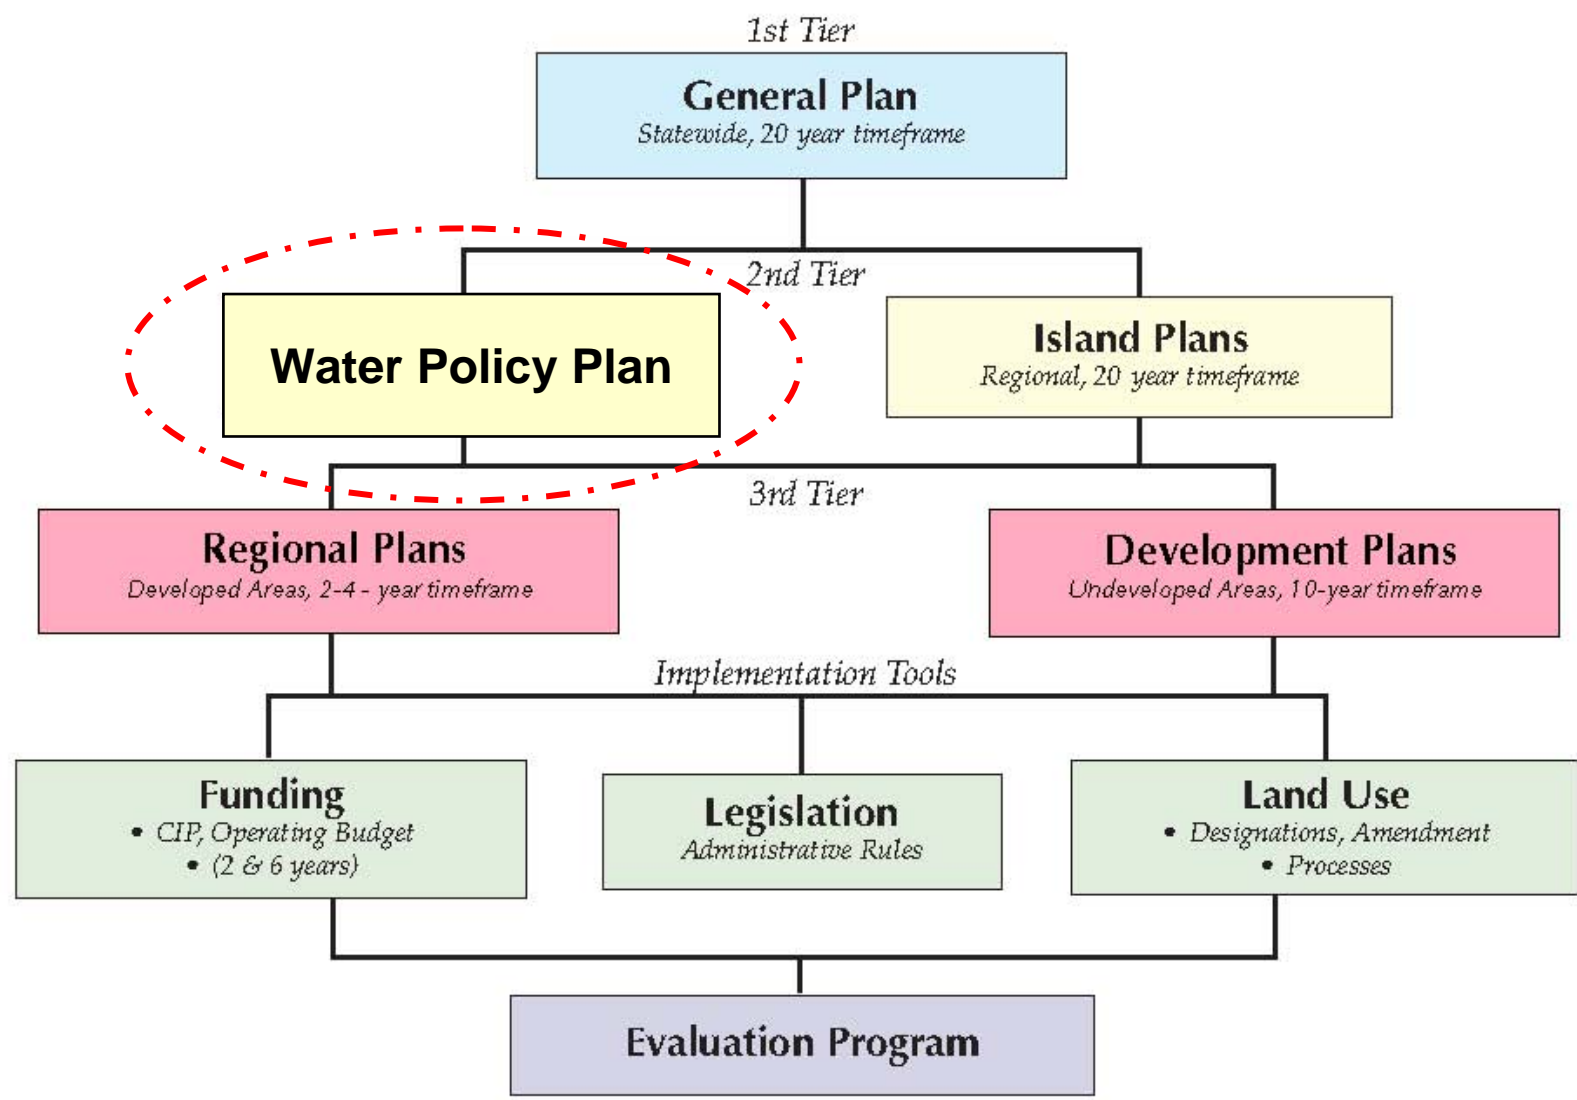 1st Tier
General Plan
Statewide, 20 year timeframe
2nd Tier
Water Policy Plan
Island Plans
Regional, 20 year timeframe
3rd Tier
Regional Plans
Developed Areas, 2-4 - year timeframe
Development Plans
Undeveloped Areas, 10-year timeframe
Implementation Tools
Funding
• CIP, Operating Budget
• (2 & 6 years)
Legislation
Administrative Rules
Land Use
• Designations, Amendment
• Processes
Evaluation Program